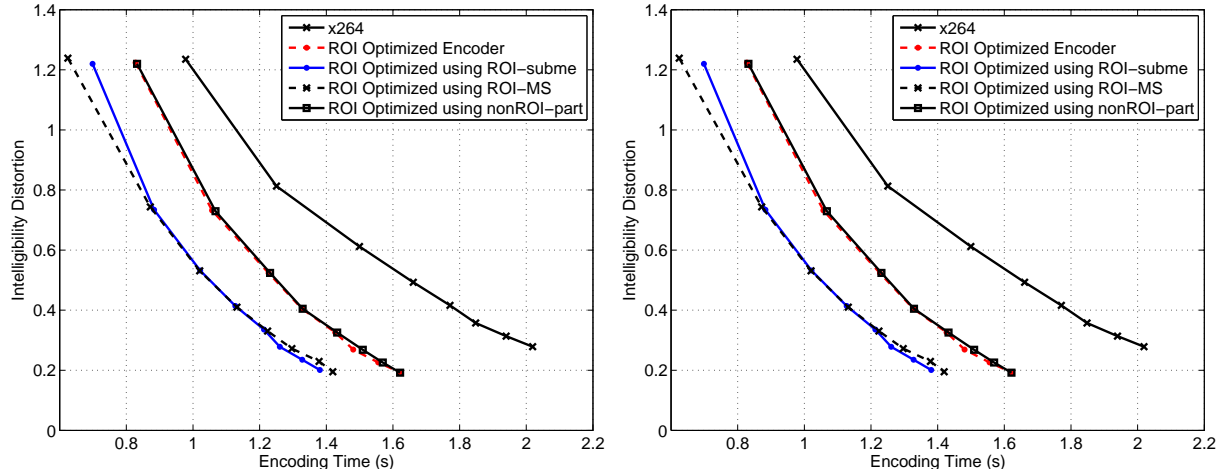 1.4
1.2
1
0.8
0.6
0.4
0.2
0
Intelligibility Distortion
x264
ROI Optimized Encoder
ROI Optimized using ROI−subme
ROI Optimized using ROI−MS
ROI Optimized using nonROI−part
0.8 1 1.2 1.4 1.6 1.8 2 2.2
Encoding Time (s)
1.4
1.2
1
0.8
0.6
0.4
0.2
0
Intelligibility Distortion
x264
ROI Optimized Encoder
ROI Optimized using ROI−subme
ROI Optimized using ROI−MS
ROI Optimized using nonROI−part
0.8 1 1.2 1.4 1.6 1.8 2 2.2
Encoding Time (s)